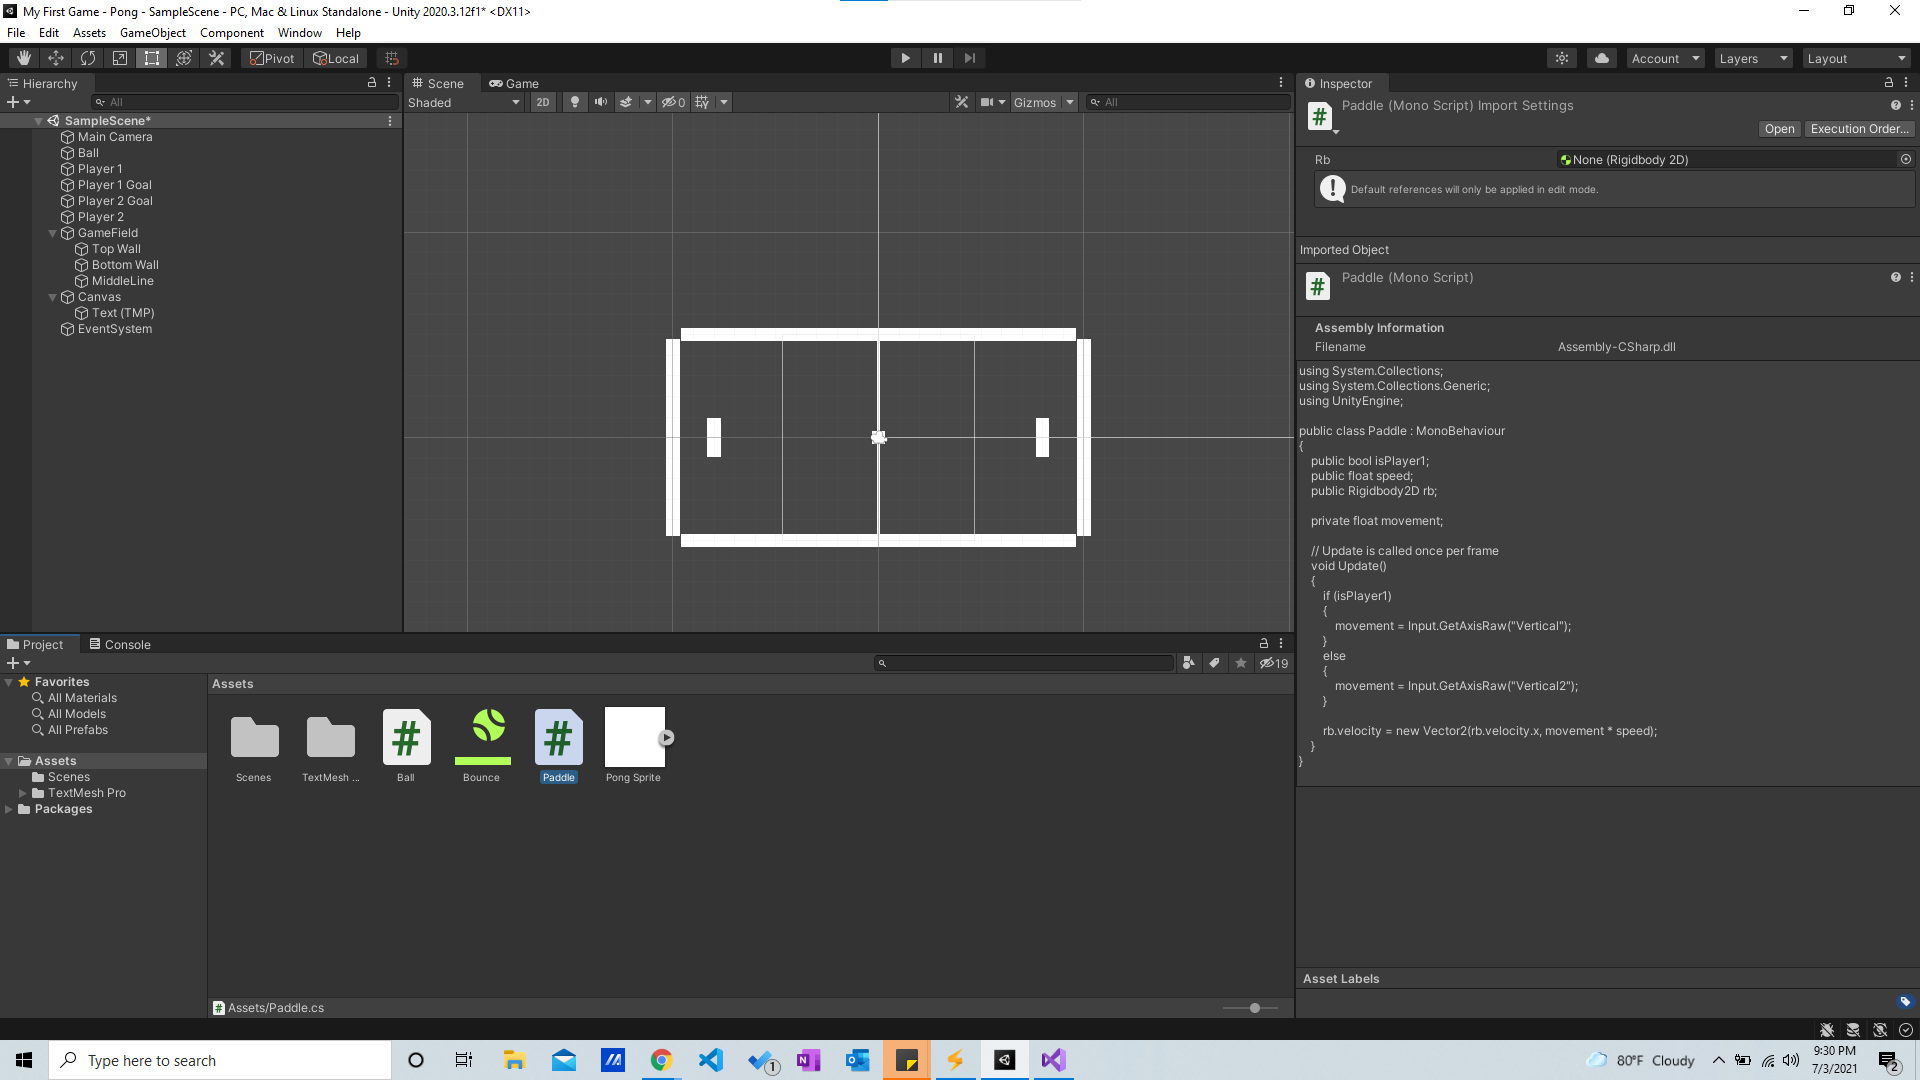 My First Game - Pong - SampleScene - PC, Mac & Linux Standalone - Unity 2020.3.12f1* <DX11>
File Edit Assets GameObject Component Window Help
Pivot Local Account Layers Layout
Hierarchy
All
SampleScene*
Main Camera
Ball
Player 1
Player 1 Goal
Player 2 Goal
Player 2
GameField
Top Wall
Bottom Wall
MiddleLine
Canvas
Text (TMP)
EventSystem
Scene Game
Shaded 2D 0 Gizmos All
Inspector
Paddle (Mono Script) Import Settings
Open Execution Order...
Rb None (Rigidbody 2D)
Default references will only be applied in edit mode.
Imported Object
Paddle (Mono Script)
Assembly Information
Filename Assembly-CSharp.dll
using System.Collections;
using System.Collections.Generic;
using UnityEngine;
public class Paddle : MonoBehaviour
{
public bool isPlayer1;
public float speed;
public Rigidbody2D rb;
private float movement;
// Update is called once per frame
void Update()
{
if (isPlayer1)
{
movement = Input.GetAxisRaw("Vertical");
}
else
{
movement = Input.GetAxisRaw("Vertical2");
}
rb.velocity = new Vector2(rb.velocity.x, movement * speed);
}
}
Asset Labels
Project Console
19
Favorites
All Materials
All Models
All Prefabs
Assets
Scenes
TextMesh Pro
Packages
Assets
Scenes TextMesh ... Ball Bounce Paddle Pong Sprite
Assets/Paddle.cs
Type here to search
1
80°F Cloudy
9:30 PM
7/3/2021
2